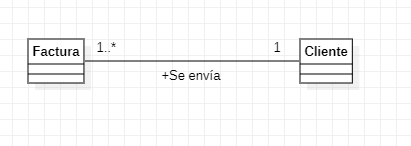 Factura 1..* 1 Cliente
+Se envía